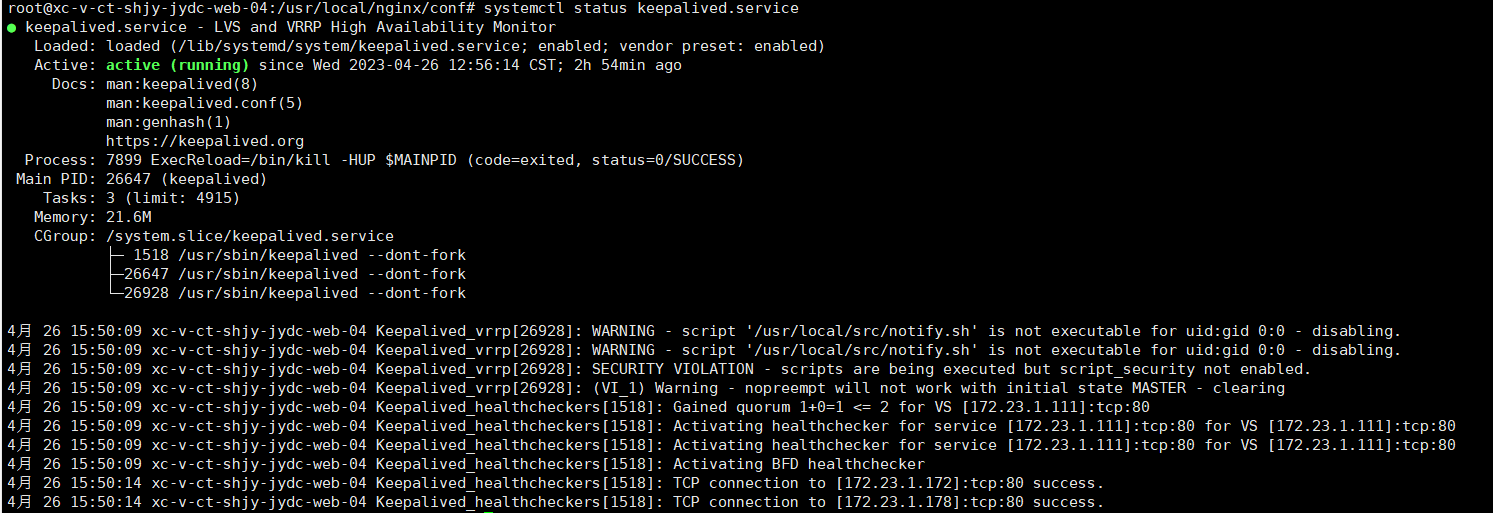 root@xc-v-ct-shjy-jydc-web-04:/usr/local/nginx/conf# systemctl status keepalived.service
● keepalived.service - LVS and VRRP High Availability Monitor
   Loaded: loaded (/lib/systemd/system/keepalived.service; enabled; vendor preset: enabled)
   Active: active (running) since Wed 2023-04-26 12:56:14 CST; 2h 54min ago
     Docs: man:keepalived(8)
           man:keepalived.conf(5)
           man:genhash(1)
           https://keepalived.org
  Process: 7899 ExecReload=/bin/kill -HUP $MAINPID (code=exited, status=0/SUCCESS)
 Main PID: 26647 (keepalived)
    Tasks: 3 (limit: 4915)
   Memory: 21.6M
   CGroup: /system.slice/keepalived.service
           ├─ 1518 /usr/sbin/keepalived --dont-fork
           ├─26647 /usr/sbin/keepalived --dont-fork
           └─26928 /usr/sbin/keepalived --dont-fork
4月 26 15:50:09 xc-v-ct-shjy-jydc-web-04 Keepalived_vrrp[26928]: WARNING - script '/usr/local/src/notify.sh' is not executable for uid:gid 0:0 - disabling.
4月 26 15:50:09 xc-v-ct-shjy-jydc-web-04 Keepalived_vrrp[26928]: WARNING - script '/usr/local/src/notify.sh' is not executable for uid:gid 0:0 - disabling.
4月 26 15:50:09 xc-v-ct-shjy-jydc-web-04 Keepalived_vrrp[26928]: SECURITY VIOLATION - scripts are being executed but script_security not enabled.
4月 26 15:50:09 xc-v-ct-shjy-jydc-web-04 Keepalived_vrrp[26928]: (VI_1) Warning - nopreempt will not work with initial state MASTER - clearing
4月 26 15:50:09 xc-v-ct-shjy-jydc-web-04 Keepalived_healthcheckers[1518]: Gained quorum 1+0=1 <= 2 for VS [172.23.1.111]:tcp:80
4月 26 15:50:09 xc-v-ct-shjy-jydc-web-04 Keepalived_healthcheckers[1518]: Activating healthchecker for service [172.23.1.111]:tcp:80 for VS [172.23.1.111]:tcp:80
4月 26 15:50:09 xc-v-ct-shjy-jydc-web-04 Keepalived_healthcheckers[1518]: Activating healthchecker for service [172.23.1.111]:tcp:80 for VS [172.23.1.111]:tcp:80
4月 26 15:50:09 xc-v-ct-shjy-jydc-web-04 Keepalived_healthcheckers[1518]: Activating BFD healthchecker
4月 26 15:50:14 xc-v-ct-shjy-jydc-web-04 Keepalived_healthcheckers[1518]: TCP connection to [172.23.1.172]:tcp:80 success.
4月 26 15:50:14 xc-v-ct-shjy-jydc-web-04 Keepalived_healthcheckers[1518]: TCP connection to [172.23.1.178]:tcp:80 success.